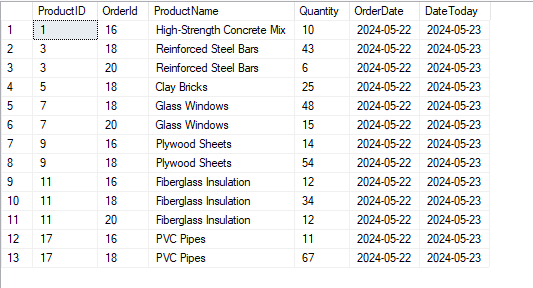 ProductID OrderId ProductName Quantity OrderDate DateToday
1 1 16 High-Strength Concrete Mix 10 2024-05-22 2024-05-23
2 3 18 Reinforced Steel Bars 43 2024-05-22 2024-05-23
3 3 20 Reinforced Steel Bars 6 2024-05-22 2024-05-23
4 5 18 Clay Bricks 25 2024-05-22 2024-05-23
5 7 18 Glass Windows 48 2024-05-22 2024-05-23
6 7 20 Glass Windows 15 2024-05-22 2024-05-23
7 9 16 Plywood Sheets 14 2024-05-22 2024-05-23
8 9 18 Plywood Sheets 54 2024-05-22 2024-05-23
9 11 16 Fiberglass Insulation 12 2024-05-22 2024-05-23
10 11 18 Fiberglass Insulation 34 2024-05-22 2024-05-23
11 11 20 Fiberglass Insulation 12 2024-05-22 2024-05-23
12 17 16 PVC Pipes 11 2024-05-22 2024-05-23
13 17 18 PVC Pipes 67 2024-05-22 2024-05-23